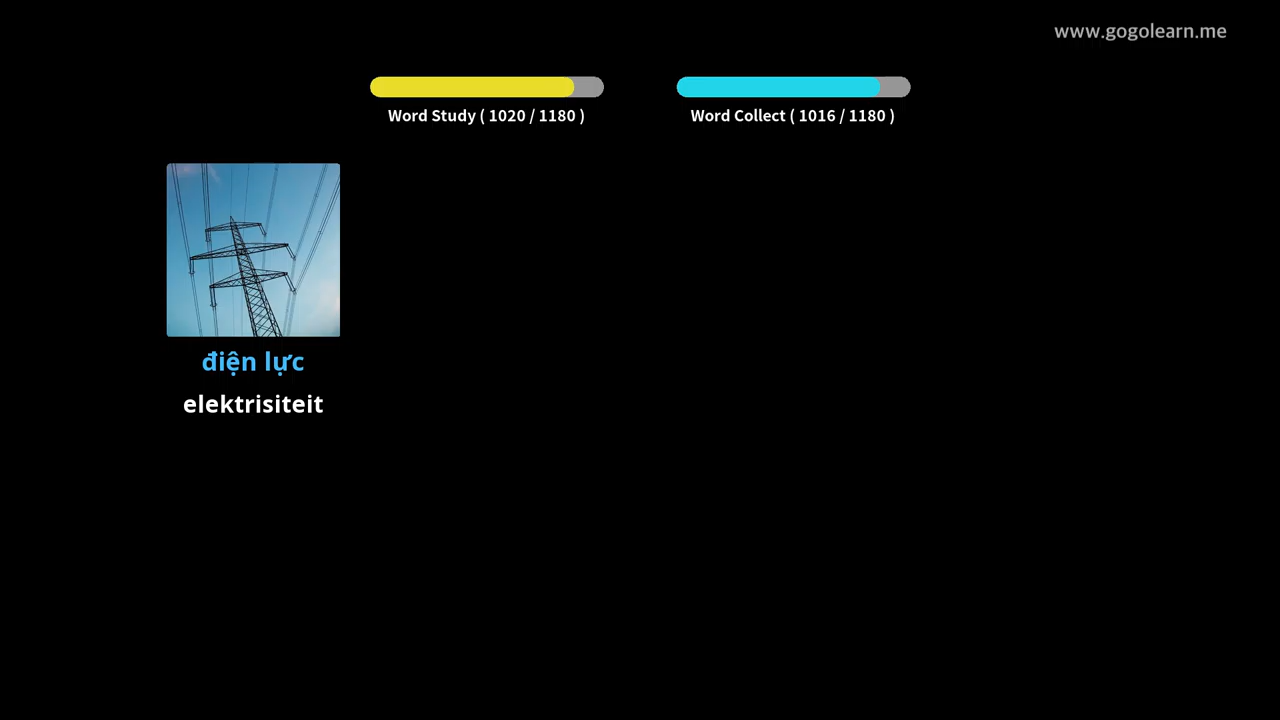 www.gogolearn.me
Word Study ( 1020 / 1180 )
Word Collect ( 1016 / 1180 )
điện lực
elektrisiteit